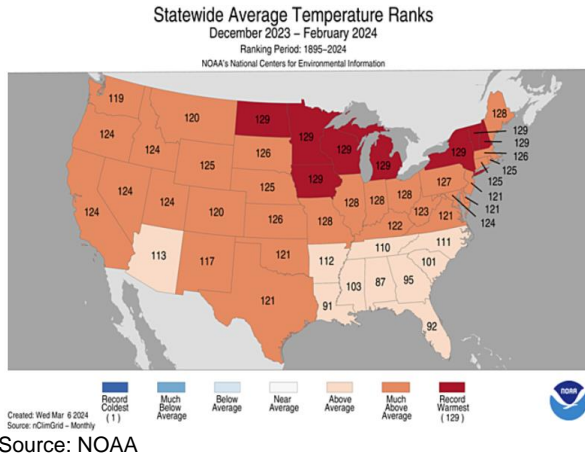 Statewide Average Temperature Ranks
December 2023 – February 2024
Ranking Period: 1895–2024
NOAA's National Centers for Environmental Information
119
120
129
129
128
124
124
125
126
129
129
129
129
129
129
126
125
125
121
121
124
124
124
124
120
125
126
129
128
128
128
128
127
123
121
122
113
117
121
121
112
110
111
101
91
103
87
95
92
Record
Coldest
( 1 )
Much
Below
Average
Below
Average
Near
Average
Above
Average
Much
Above
Average
Record
Warmest
( 129 )
NOAA
Created: Wed Mar 6 2024
Source: nClimGrid – Monthly
Source: NOAA